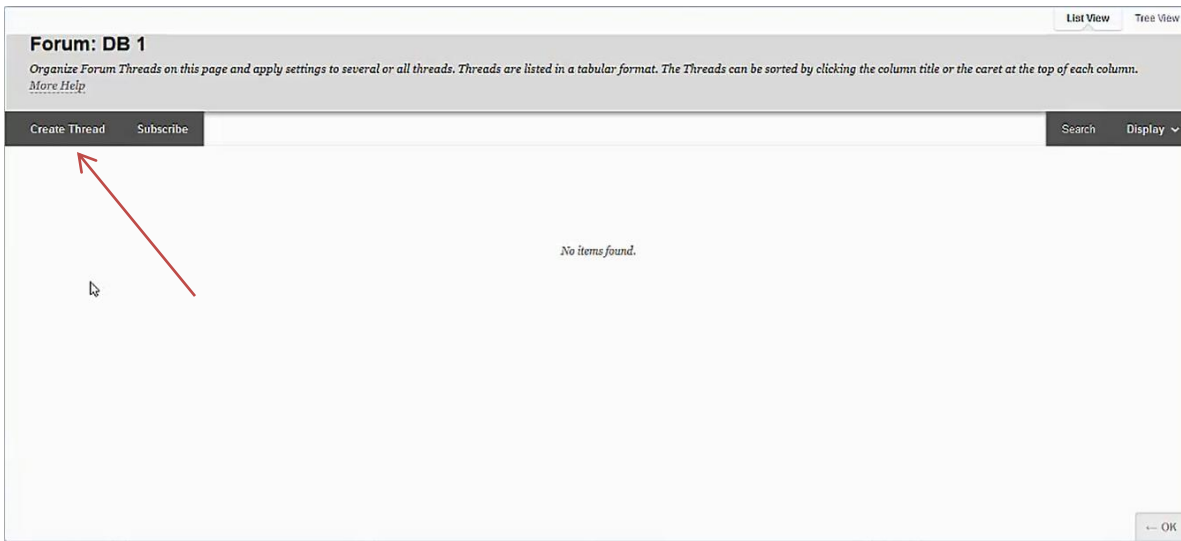 List View Tree View
Forum: DB 1
Organize Forum Threads on this page and apply settings to several or all threads. Threads are listed in a tabular format. The Threads can be sorted by clicking the column title or the caret at the top of each column.
More Help
Create Thread Subscribe Search Display
No items found.
← OK